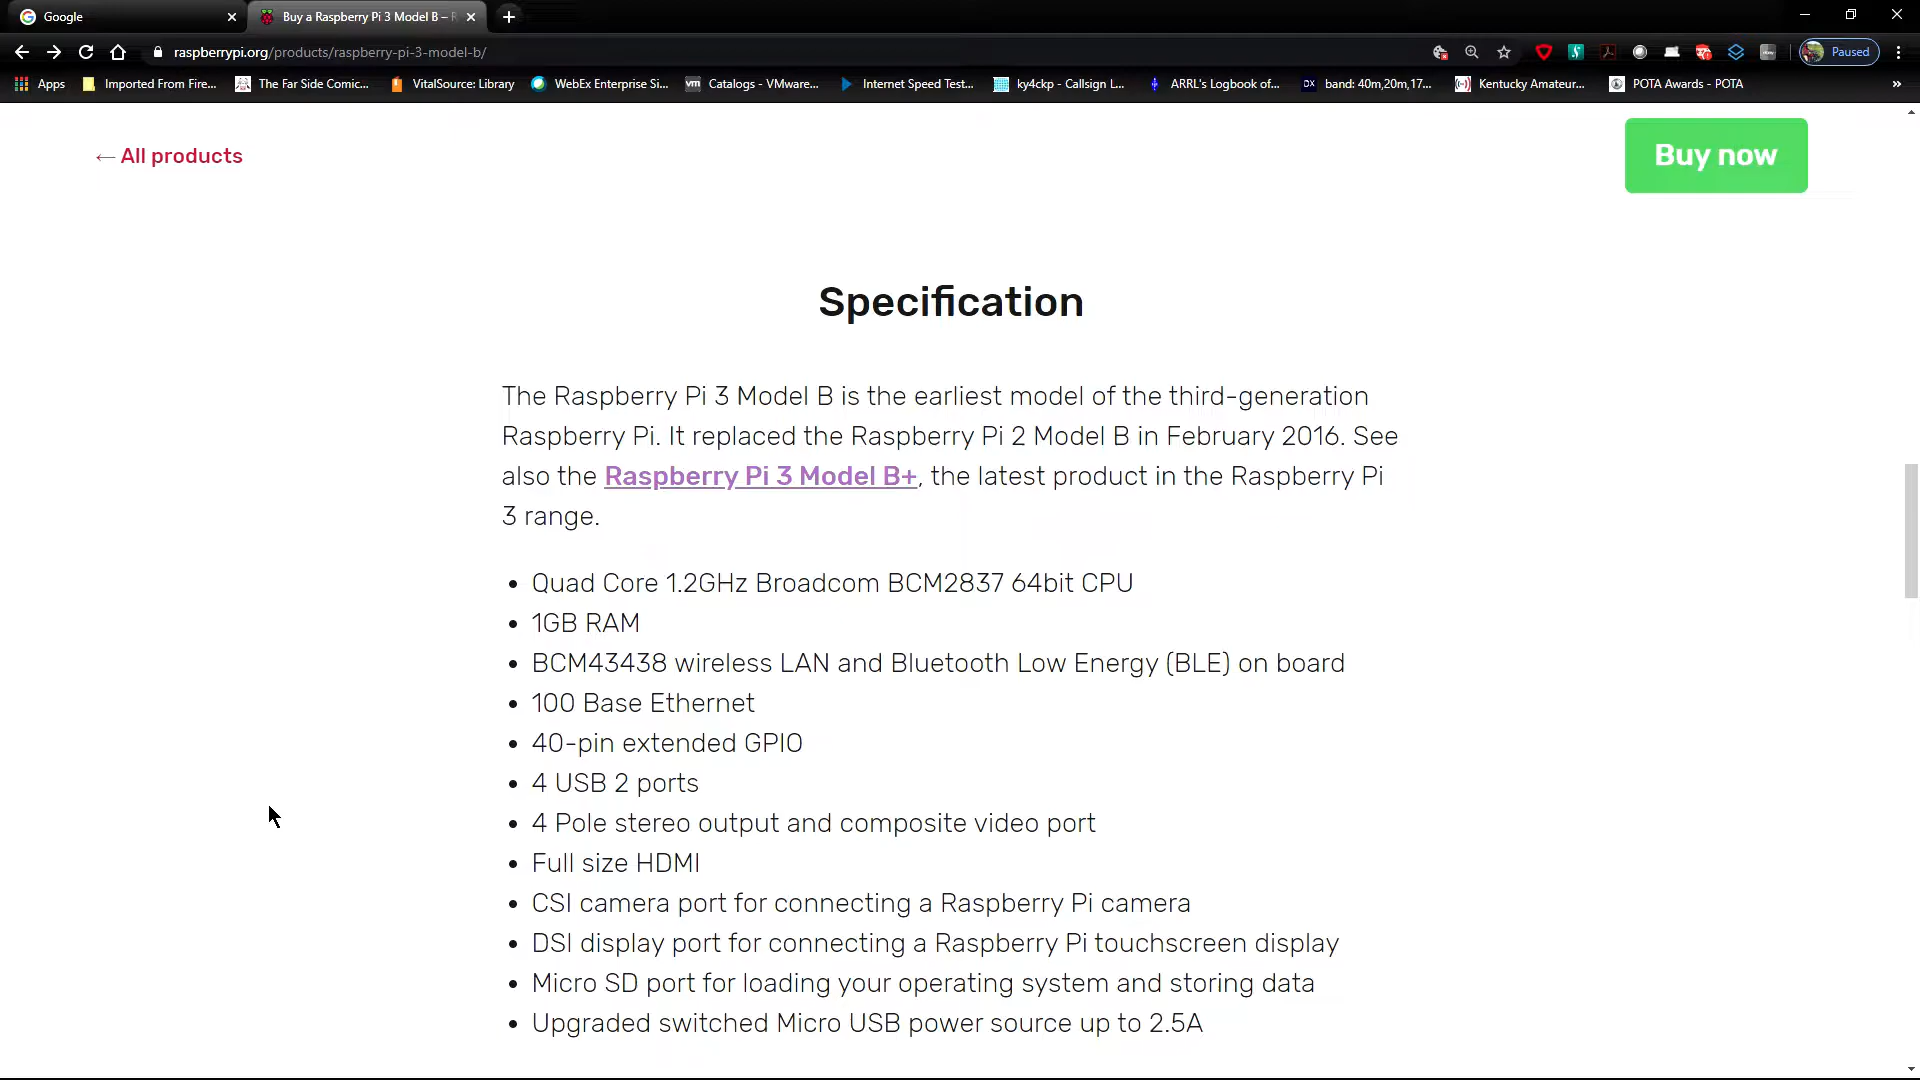 Google
Buy a Raspberry Pi 3 Model B –
raspberrypi.org/products/raspberry-pi-3-model-b/
Paused
Apps
Imported From Fire...
The Far Side Comic...
VitalSource: Library
WebEx Enterprise Si...
vm
Catalogs - VMware...
Internet Speed Test...
ky4ckp - Callsign L...
ARRL's Logbook of...
DX
band: 40m,20m,17...
Kentucky Amateur...
POTA Awards - POTA
»
← All products
Buy now
Specification
The Raspberry Pi 3 Model B is the earliest model of the third-generation
Raspberry Pi. It replaced the Raspberry Pi 2 Model B in February 2016. See
also the Raspberry Pi 3 Model B+, the latest product in the Raspberry Pi
3 range.
• Quad Core 1.2GHz Broadcom BCM2837 64bit CPU
• 1GB RAM
• BCM43438 wireless LAN and Bluetooth Low Energy (BLE) on board
• 100 Base Ethernet
• 40-pin extended GPIO
• 4 USB 2 ports
• 4 Pole stereo output and composite video port
• Full size HDMI
• CSI camera port for connecting a Raspberry Pi camera
• DSI display port for connecting a Raspberry Pi touchscreen display
• Micro SD port for loading your operating system and storing data
• Upgraded switched Micro USB power source up to 2.5A